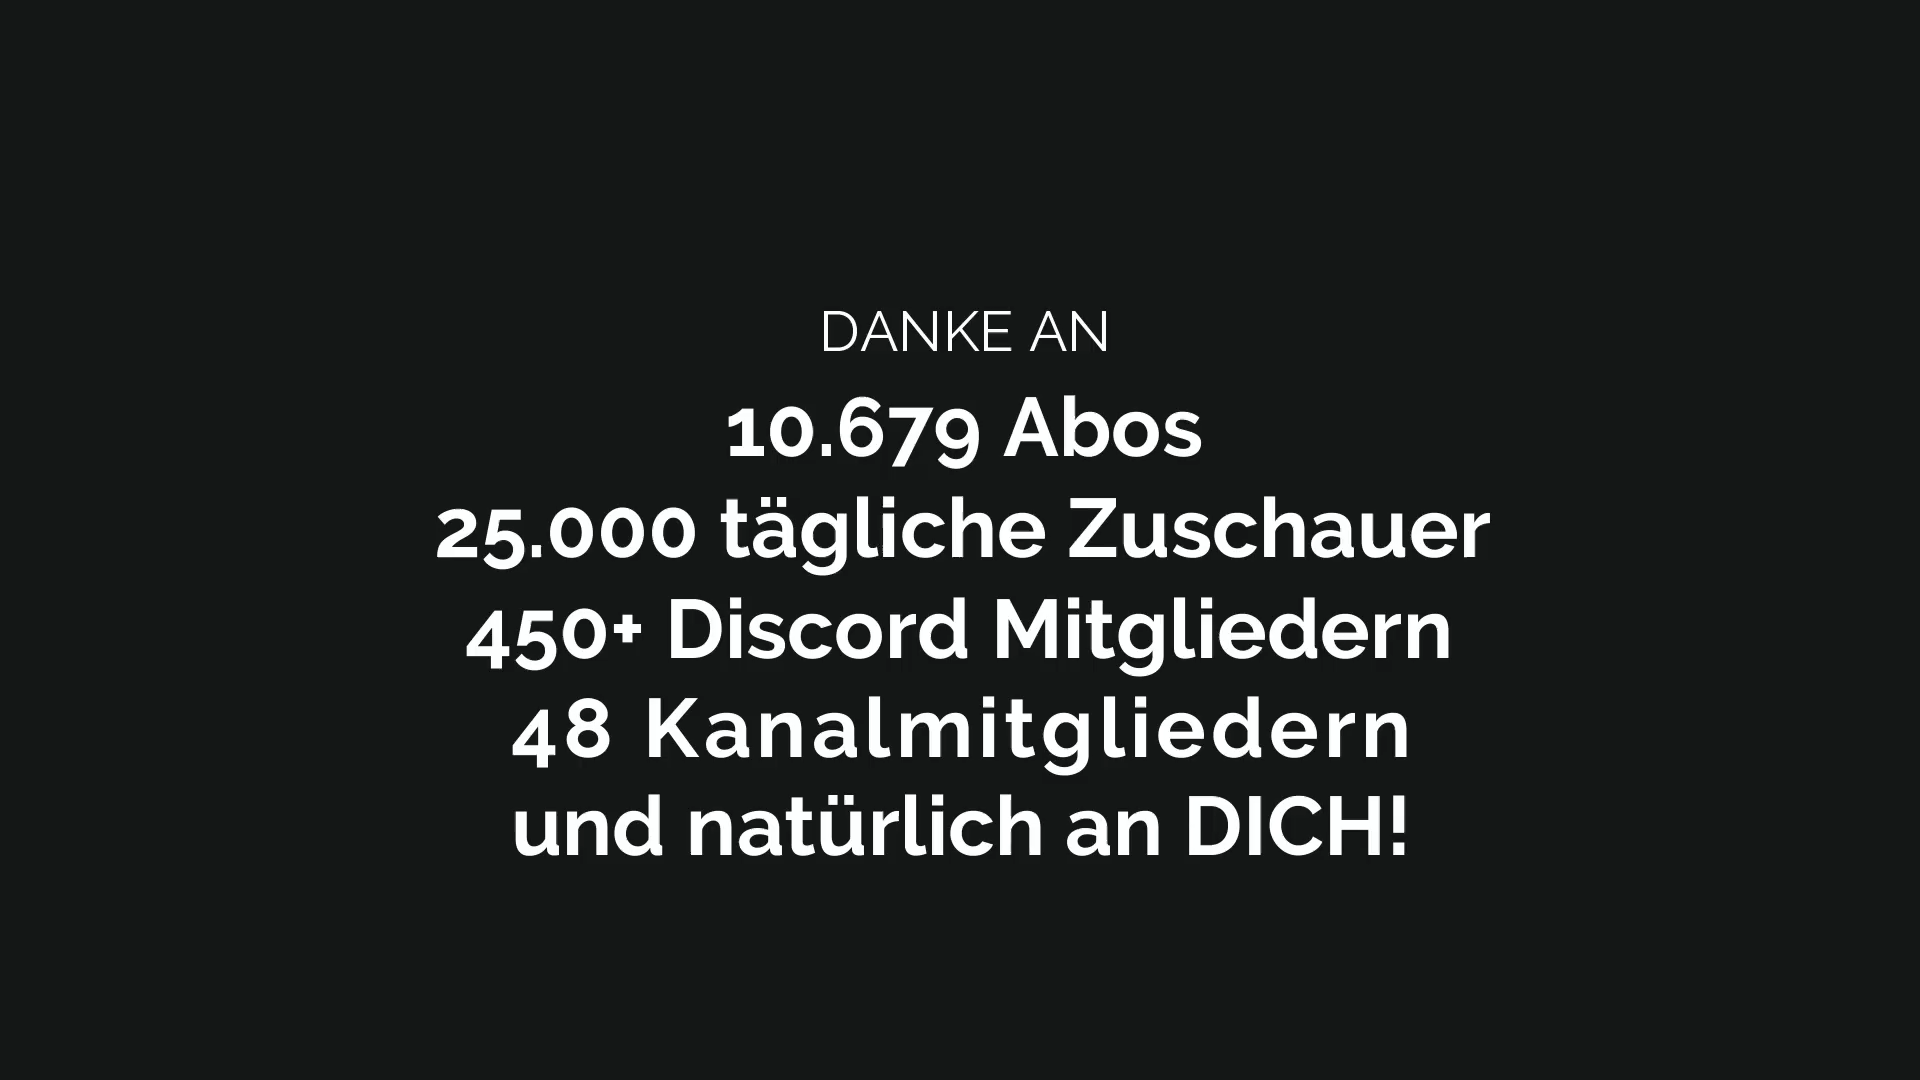 DANKE AN
10.679 Abos
25.000 tägliche Zuschauer
450+ Discord Mitgliedern
48 Kanalmitgliedern
und natürlich an DICH!